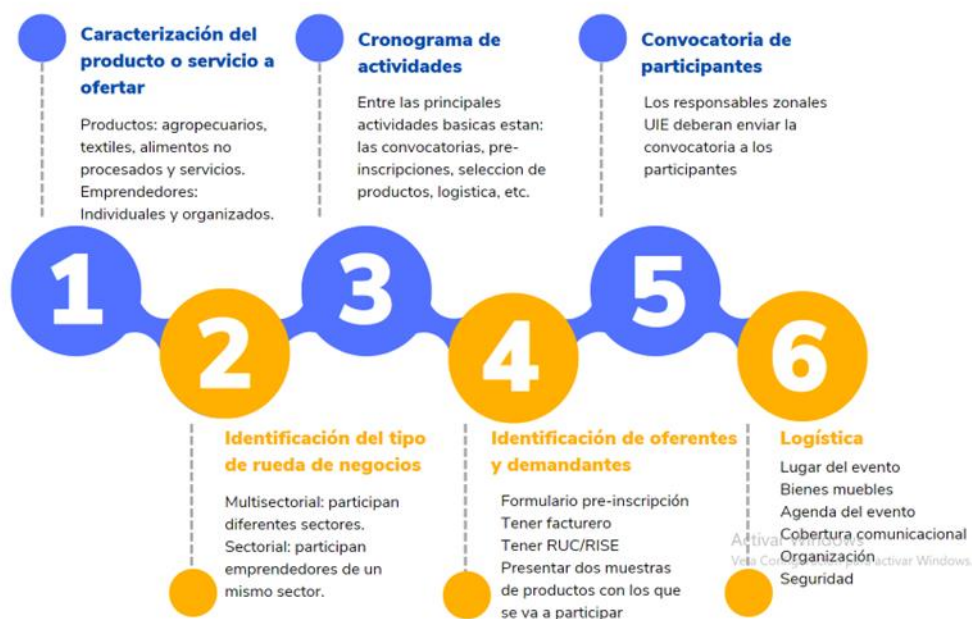 Caracterización del
producto o servicio a
ofertar
Productos: agropecuarios,
textiles, alimentos no
procesados y servicios.
Emprendedores:
Individuales y organizados.
Cronograma de
actividades
Entre las principales
actividades basicas estan:
las convocatorias, pre-
inscripciones, seleccion de
productos, logistica, etc.
Convocatoria de
participantes
Los responsables zonales
UIE deberan enviar la
convocatoria a los
participantes
1
2
3
4
5
6
Identificación del tipo
de rueda de negocios
Multisectorial: participan
diferentes sectores.
Sectorial: participan
emprendedores de un
mismo sector.
Identificación de oferentes
y demandantes
Formulario pre-inscripción
Tener facturero
Tener RUC/RISE
Presentar dos muestras
de productos con los que
se va a participar
Logística
Lugar del evento
Bienes muebles
Agenda del evento
Cobertura comunicacional
Organización
Seguridad
Activar Windows
activar Windows.